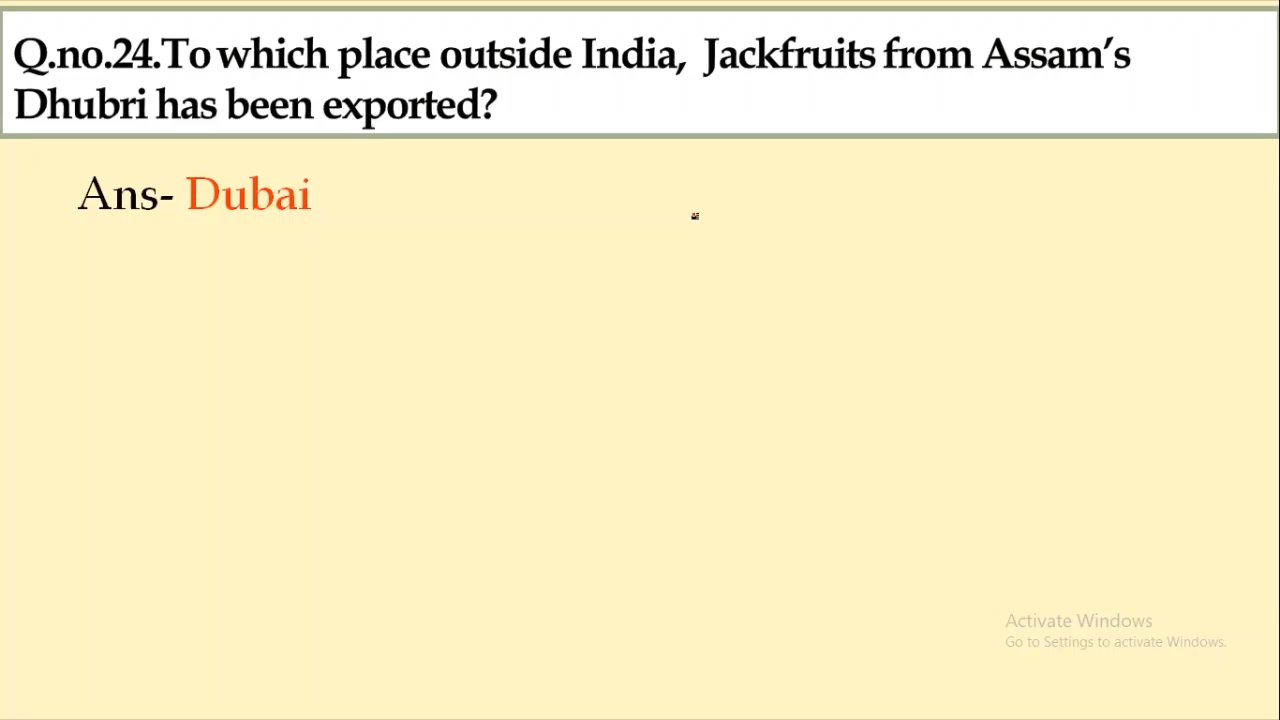 Q.no.24.To which place outside India, Jackfruits from Assam’s
Dhubri has been exported?
Ans- Dubai
Activate Windows
Go to Settings to activate Windows.